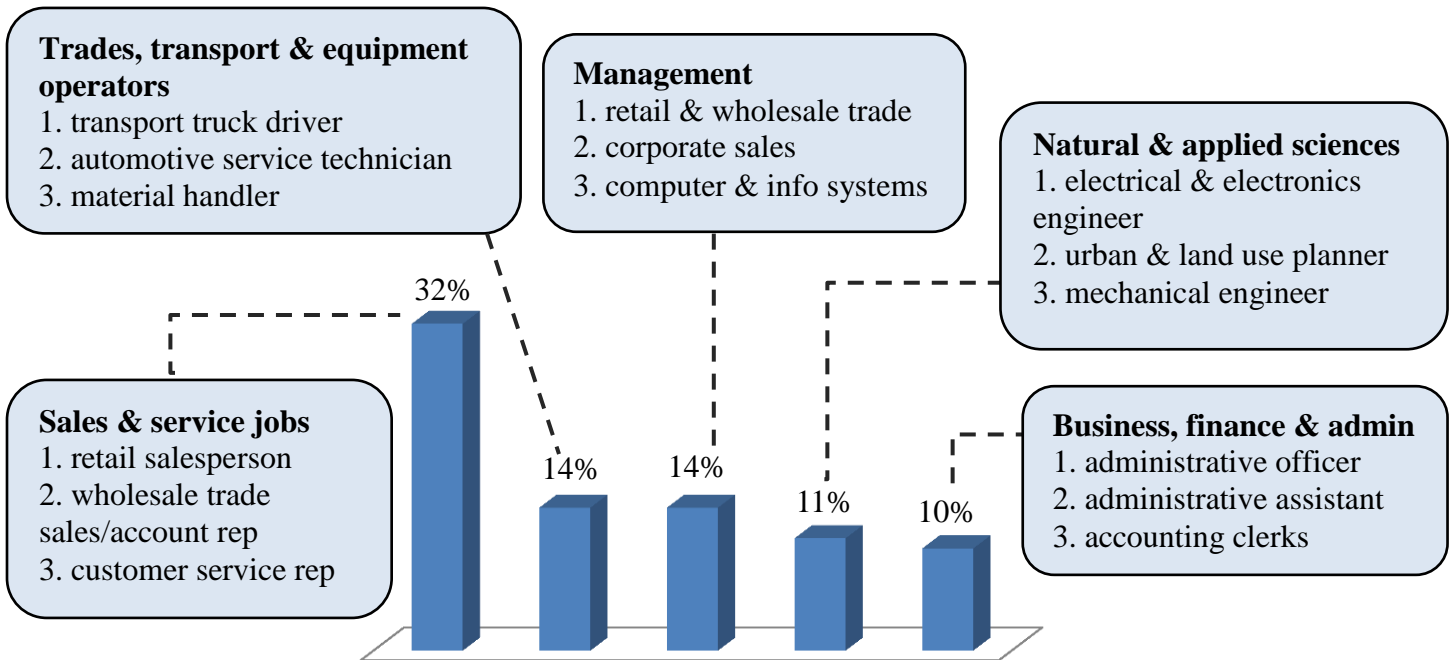 Trades, transport & equipment
operators
1. transport truck driver
2. automotive service technician
3. material handler
Management
1. retail & wholesale trade
2. corporate sales
3. computer & info systems
Natural & applied sciences
1. electrical & electronics
engineer
2. urban & land use planner
3. mechanical engineer
32%
Sales & service jobs
1. retail salesperson
2. wholesale trade
sales/account rep
3. customer service rep
14%
14%
11%
10%
Business, finance & admin
1. administrative officer
2. administrative assistant
3. accounting clerks